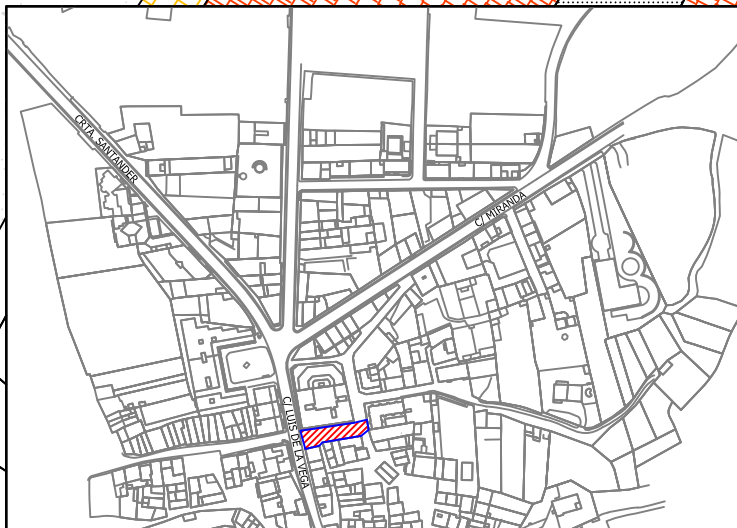 CRTA. SANTANDER
C/ MIRANDA
C/ LUIS DE LA VEGA